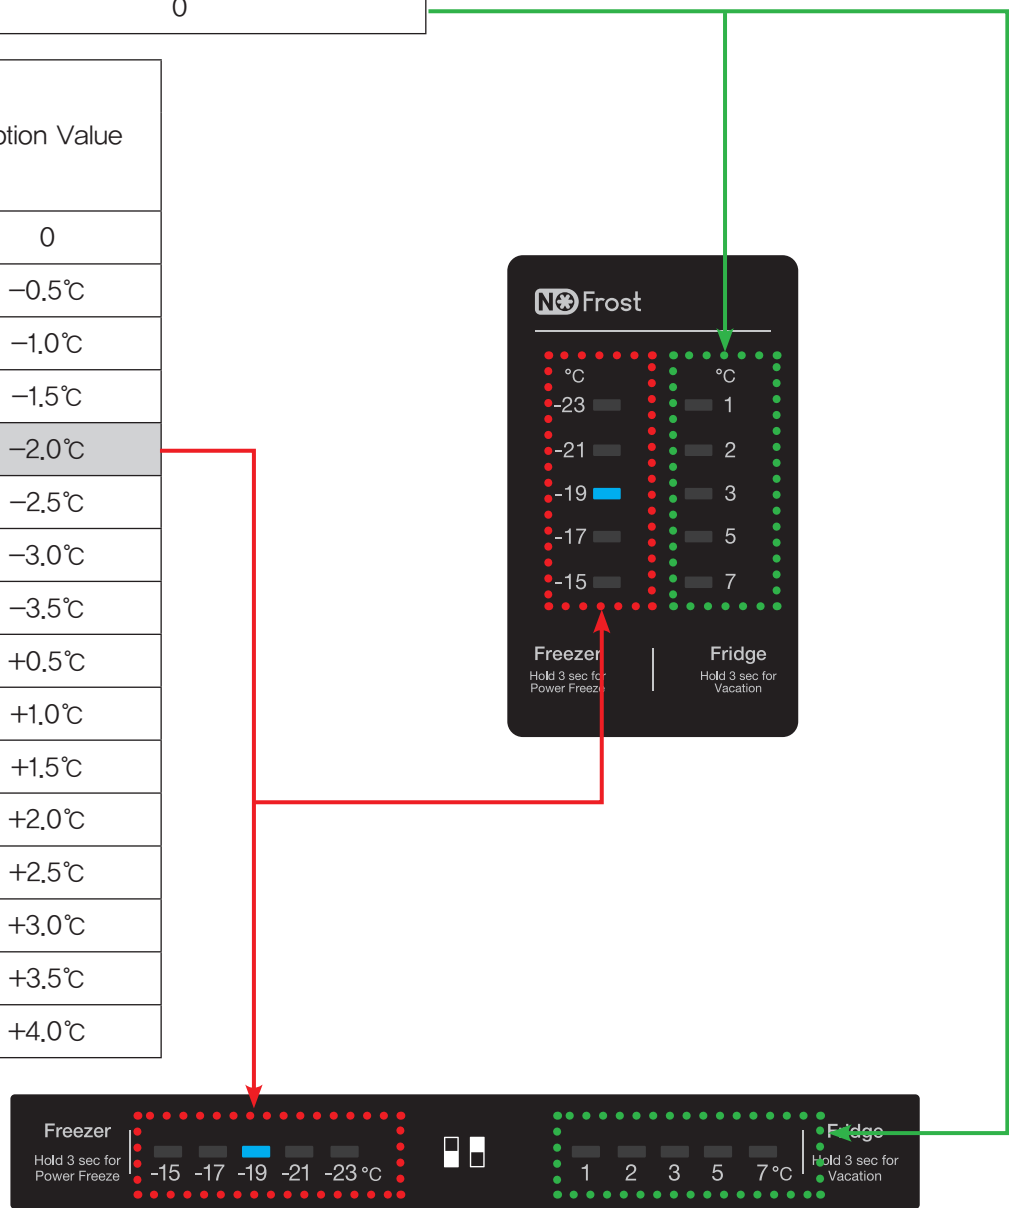 0
Value
0
−0.5℃
−1.0℃
−1.5℃
−2.0℃
−2.5℃
−3.0℃
−3.5℃
+0.5℃
+1.0℃
+1.5℃
+2.0℃
+2.5℃
+3.0℃
+3.5℃
+4.0℃
NO Frost
°C °C
-23 1
-21 2
-19 3
-17 5
-15 7
Freezer Fridge
Hold 3 sec for Hold 3 sec for
Power Freeze Vacation
Freezer
Hold 3 sec for
Power Freeze
-15 -17 -19 -21 -23 °C
1 2 3 5 7 °C
Fridge
Hold 3 sec for
Vacation